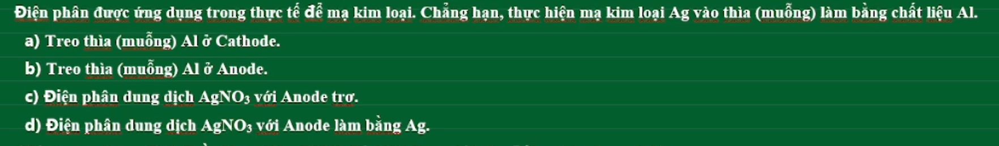 Điện phân được ứng dụng trong thực tế để mạ kim loại. Chẳng hạn, thực hiện mạ kim loại Ag vào thìa (muỗng) làm bằng chất liệu Al.
a) Treo thìa (muỗng) Al ở Cathode.
b) Treo thìa (muỗng) Al ở Anode.
c) Điện phân dung dịch AgNO₃ với Anode trơ.
d) Điện phân dung dịch AgNO₃ với Anode làm bằng Ag.